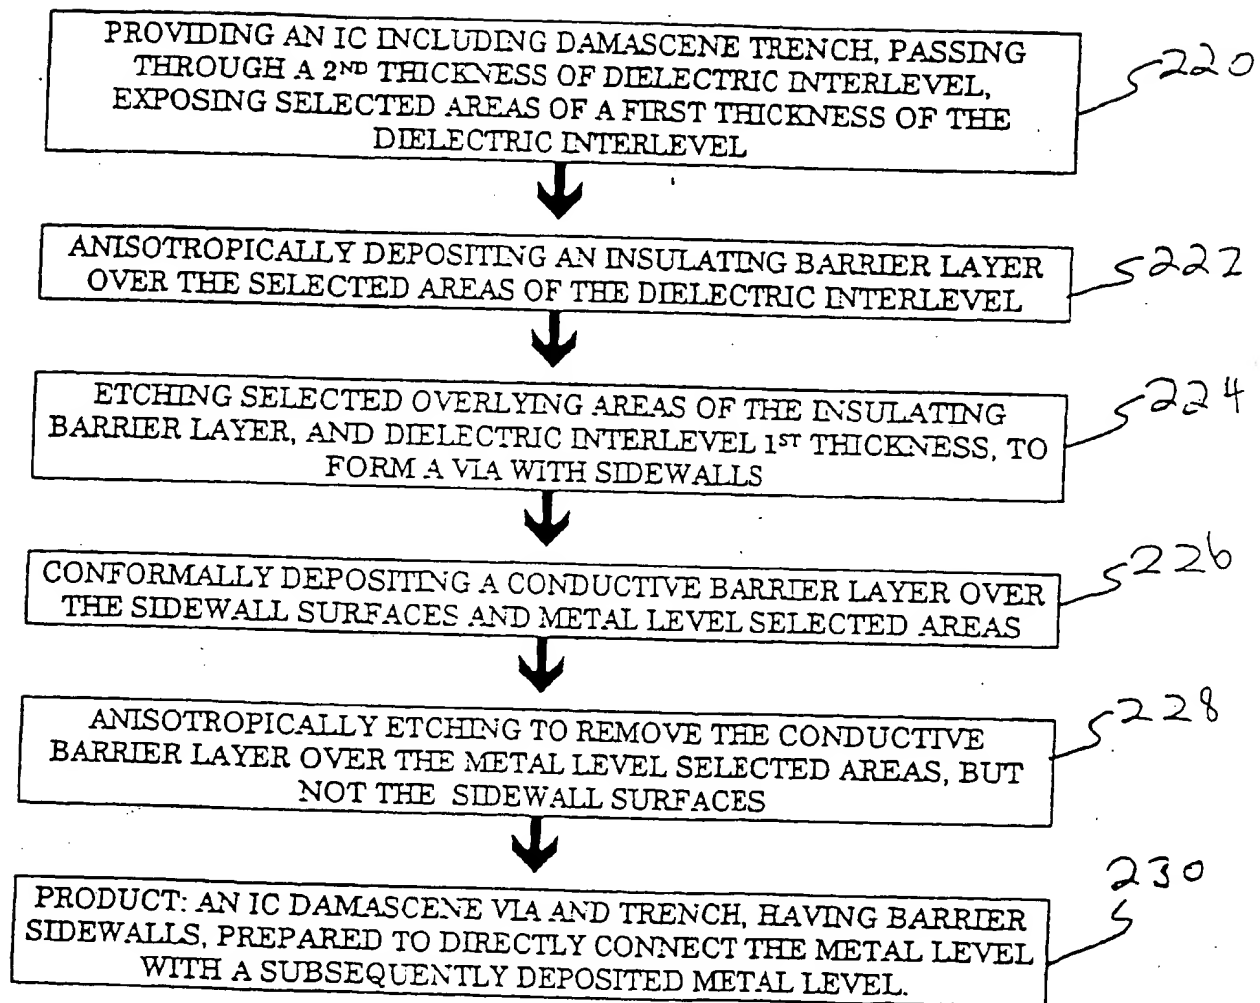 PROVIDING AN IC INCLUDING DAMASCENE TRENCH, PASSING
THROUGH A 2ND THICKNESS OF DIELECTRIC INTERLEVEL,
EXPOSING SELECTED AREAS OF A FIRST THICKNESS OF THE
DIELECTRIC INTERLEVEL
220
ANISOTROPICALLY DEPOSITING AN INSULATING BARRIER LAYER
OVER THE SELECTED AREAS OF THE DIELECTRIC INTERLEVEL
222
ETCHING SELECTED OVERLYING AREAS OF THE INSULATING
BARRIER LAYER, AND DIELECTRIC INTERLEVEL 1ST THICKNESS, TO
FORM A VIA WITH SIDEWALLS
224
CONFORMALLY DEPOSITING A CONDUCTIVE BARRIER LAYER OVER
THE SIDEWALL SURFACES AND METAL LEVEL SELECTED AREAS
226
ANISOTROPICALLY ETCHING TO REMOVE THE CONDUCTIVE
BARRIER LAYER OVER THE METAL LEVEL SELECTED AREAS, BUT
NOT THE SIDEWALL SURFACES
228
PRODUCT: AN IC DAMASCENE VIA AND TRENCH, HAVING BARRIER
SIDEWALLS, PREPARED TO DIRECTLY CONNECT THE METAL LEVEL
WITH A SUBSEQUENTLY DEPOSITED METAL LEVEL.
230